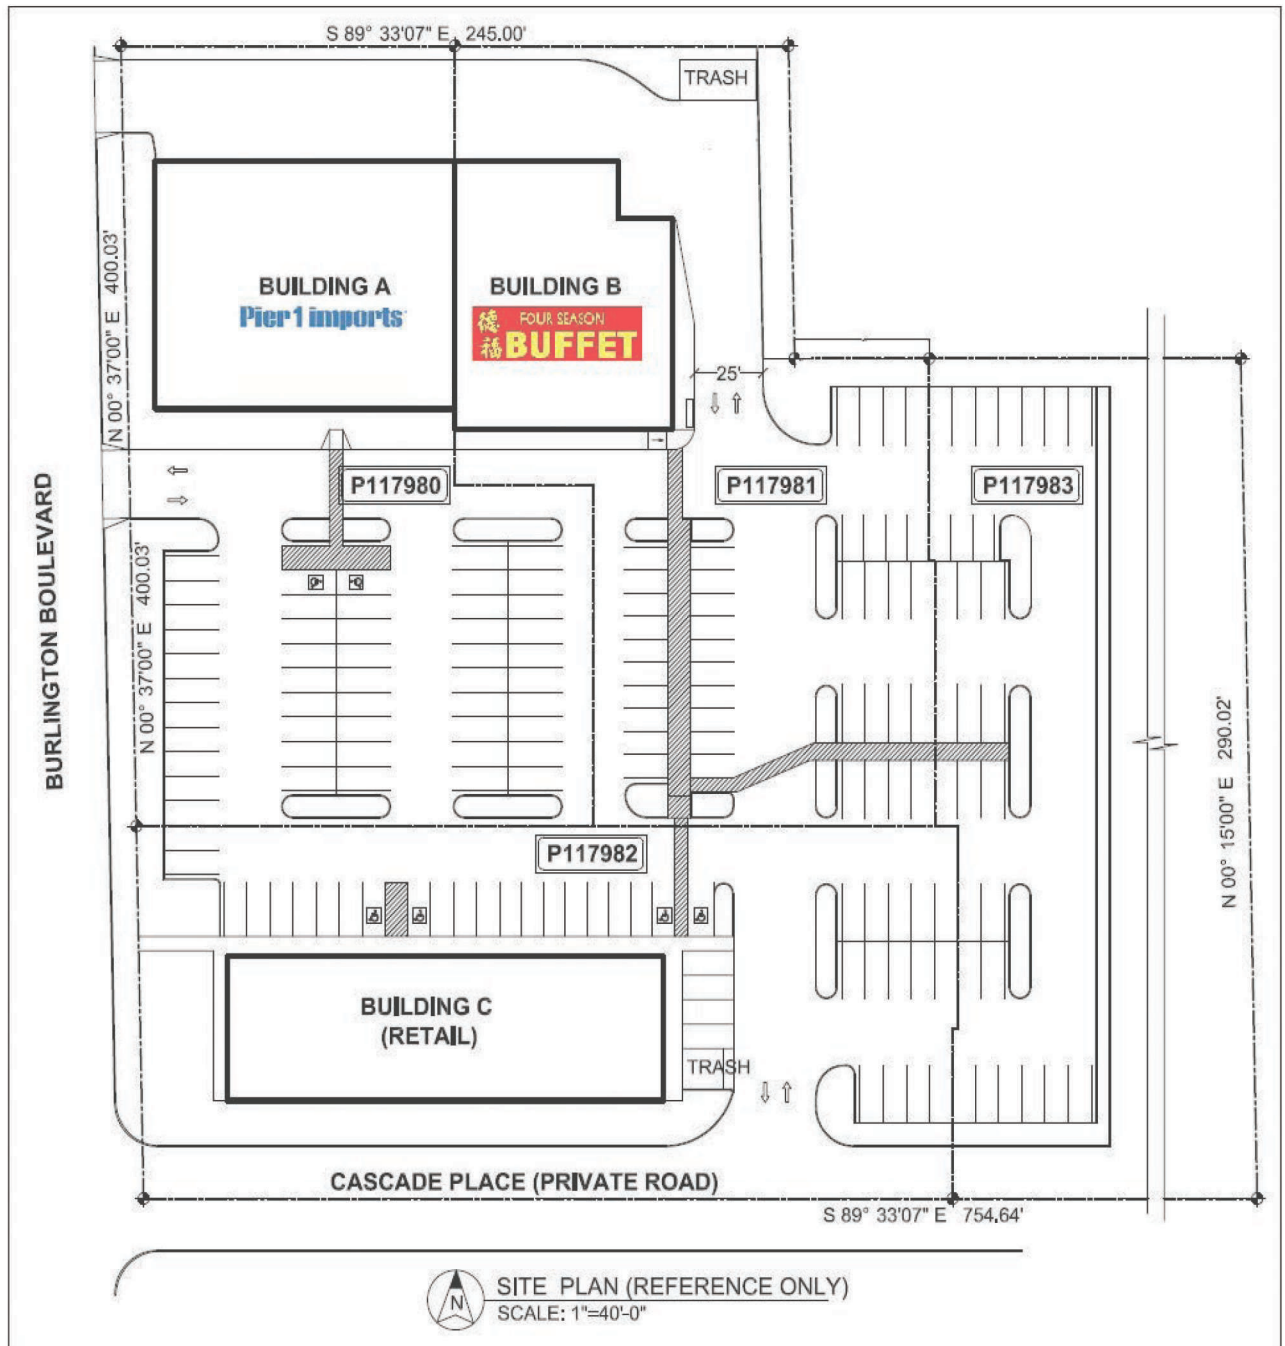 S 89° 33'07" E 245.00'
TRASH
N 00° 37'00" E 400.03'
BUILDING A
Pier 1 imports
BUILDING B
德福
FOUR SEASON
BUFFET
25'
P117980
P117981
P117983
BURLINGTON BOULEVARD
N 00° 37'00" E 400.03'
N 00° 15'00" E 290.02'
P117982
BUILDING C
(RETAIL)
TRASH
CASCADE PLACE (PRIVATE ROAD)
S 89° 33'07" E 754.64'
N
SITE PLAN (REFERENCE ONLY)
SCALE: 1"=40'-0"